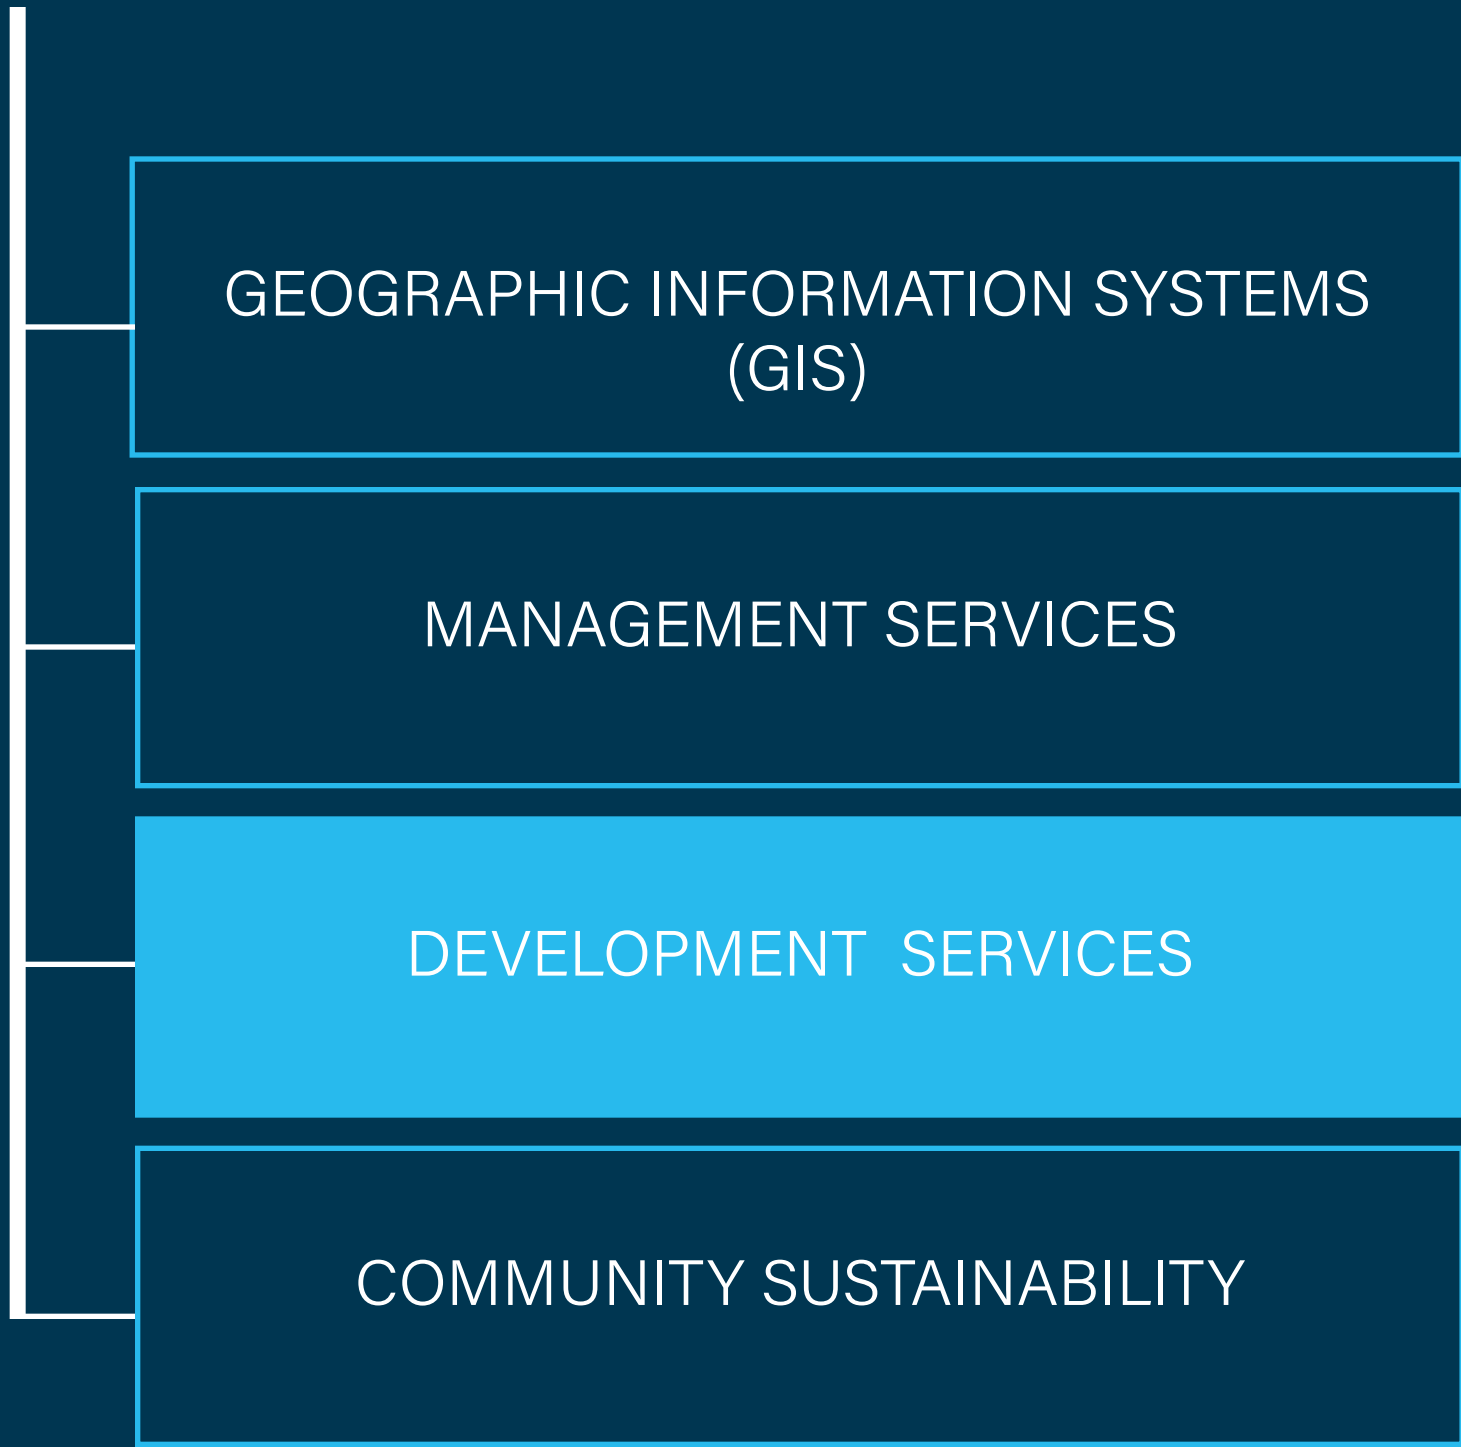 GEOGRAPHIC INFORMATION SYSTEMS
(GIS)
MANAGEMENT SERVICES
DEVELOPMENT  SERVICES
COMMUNITY SUSTAINABILITY